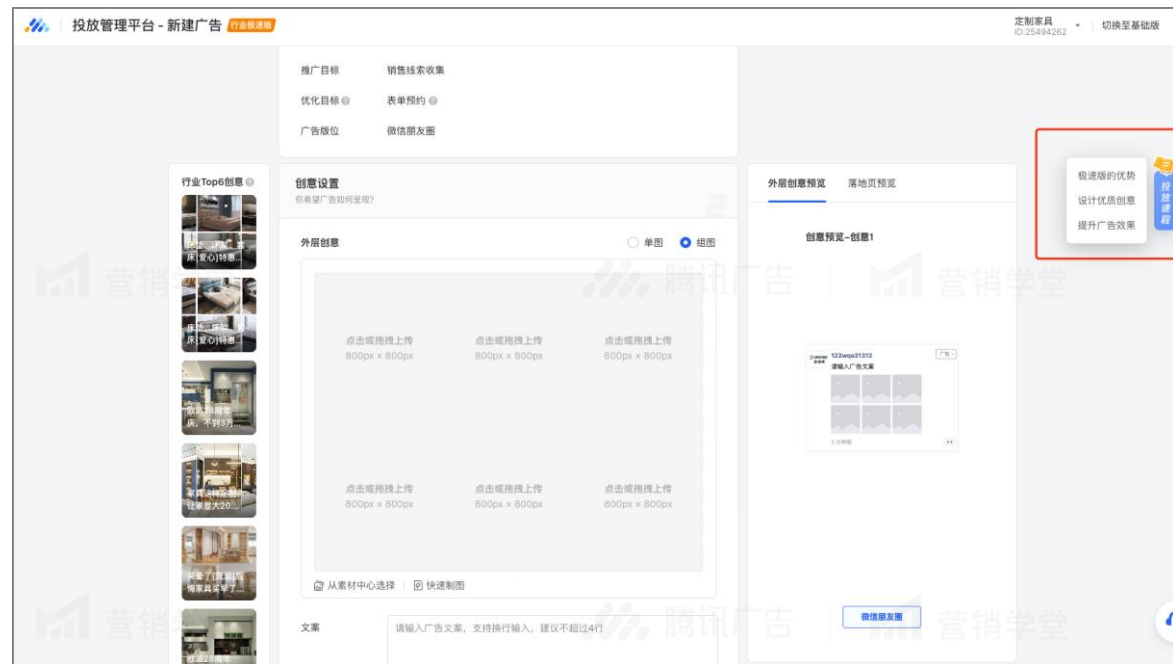 投放管理平台 - 新建广告 行业极速版
定制家具
ID:25494262
切换至基础版
推广目标 销售线索收集
优化目标 表单预约
广告版位 微信朋友圈
行业Top6创意
创意设置
你希望广告如何呈现?
外层创意 单图 组图
点击或拖拽上传 点击或拖拽上传 点击或拖拽上传
800px × 800px 800px × 800px 800px × 800px
点击或拖拽上传 点击或拖拽上传 点击或拖拽上传
800px × 800px 800px × 800px 800px × 800px
从素材中心选择 快速制图
文案 请输入广告文案,支持换行输入,建议不超过4行
外层创意预览 落地页预览
创意预览-创意1
122wqe21312
广告
请输入广告文案
微信朋友圈
极速版的优势
设计优质创意
提升广告效果
投放课程
腾讯广告 营销学堂
腾讯广告 营销学堂